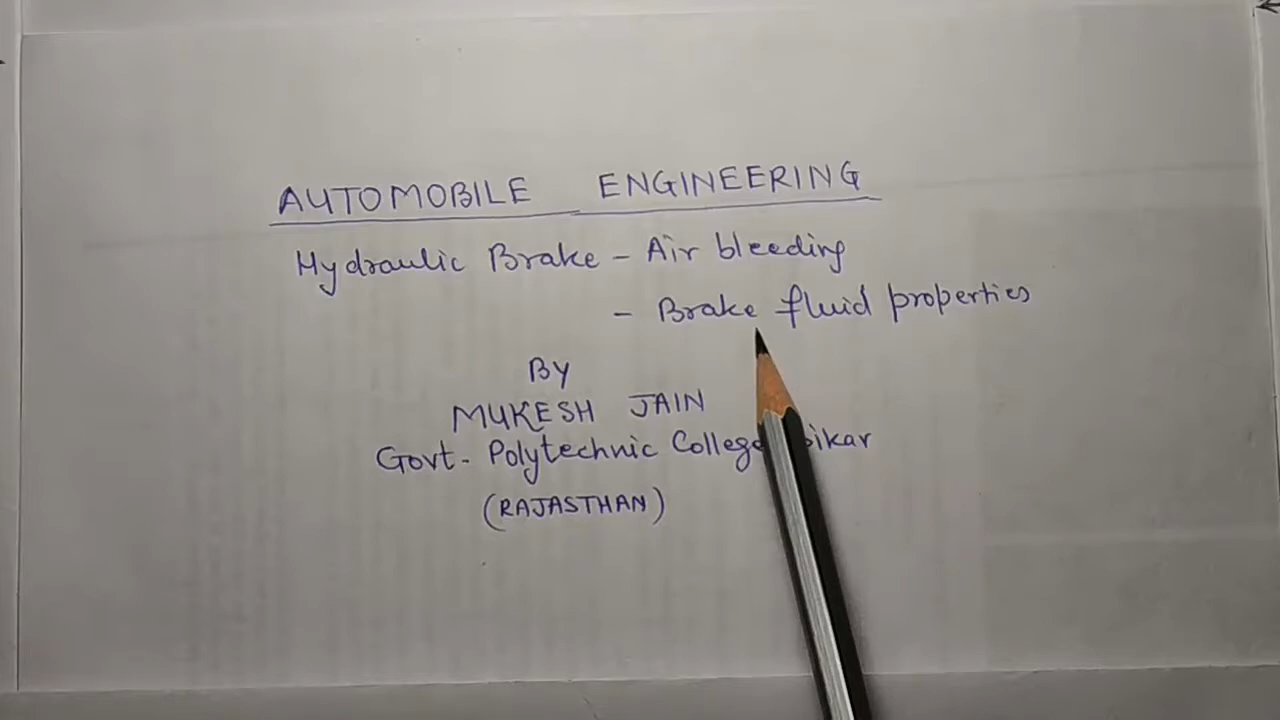 AUTOMOBILE ENGINEERING
Hydraulic Brake - Air bleeding
- Brake fluid properties
By
MUKESH JAIN
Govt- Polytechnic College
(RAJASTHAN)